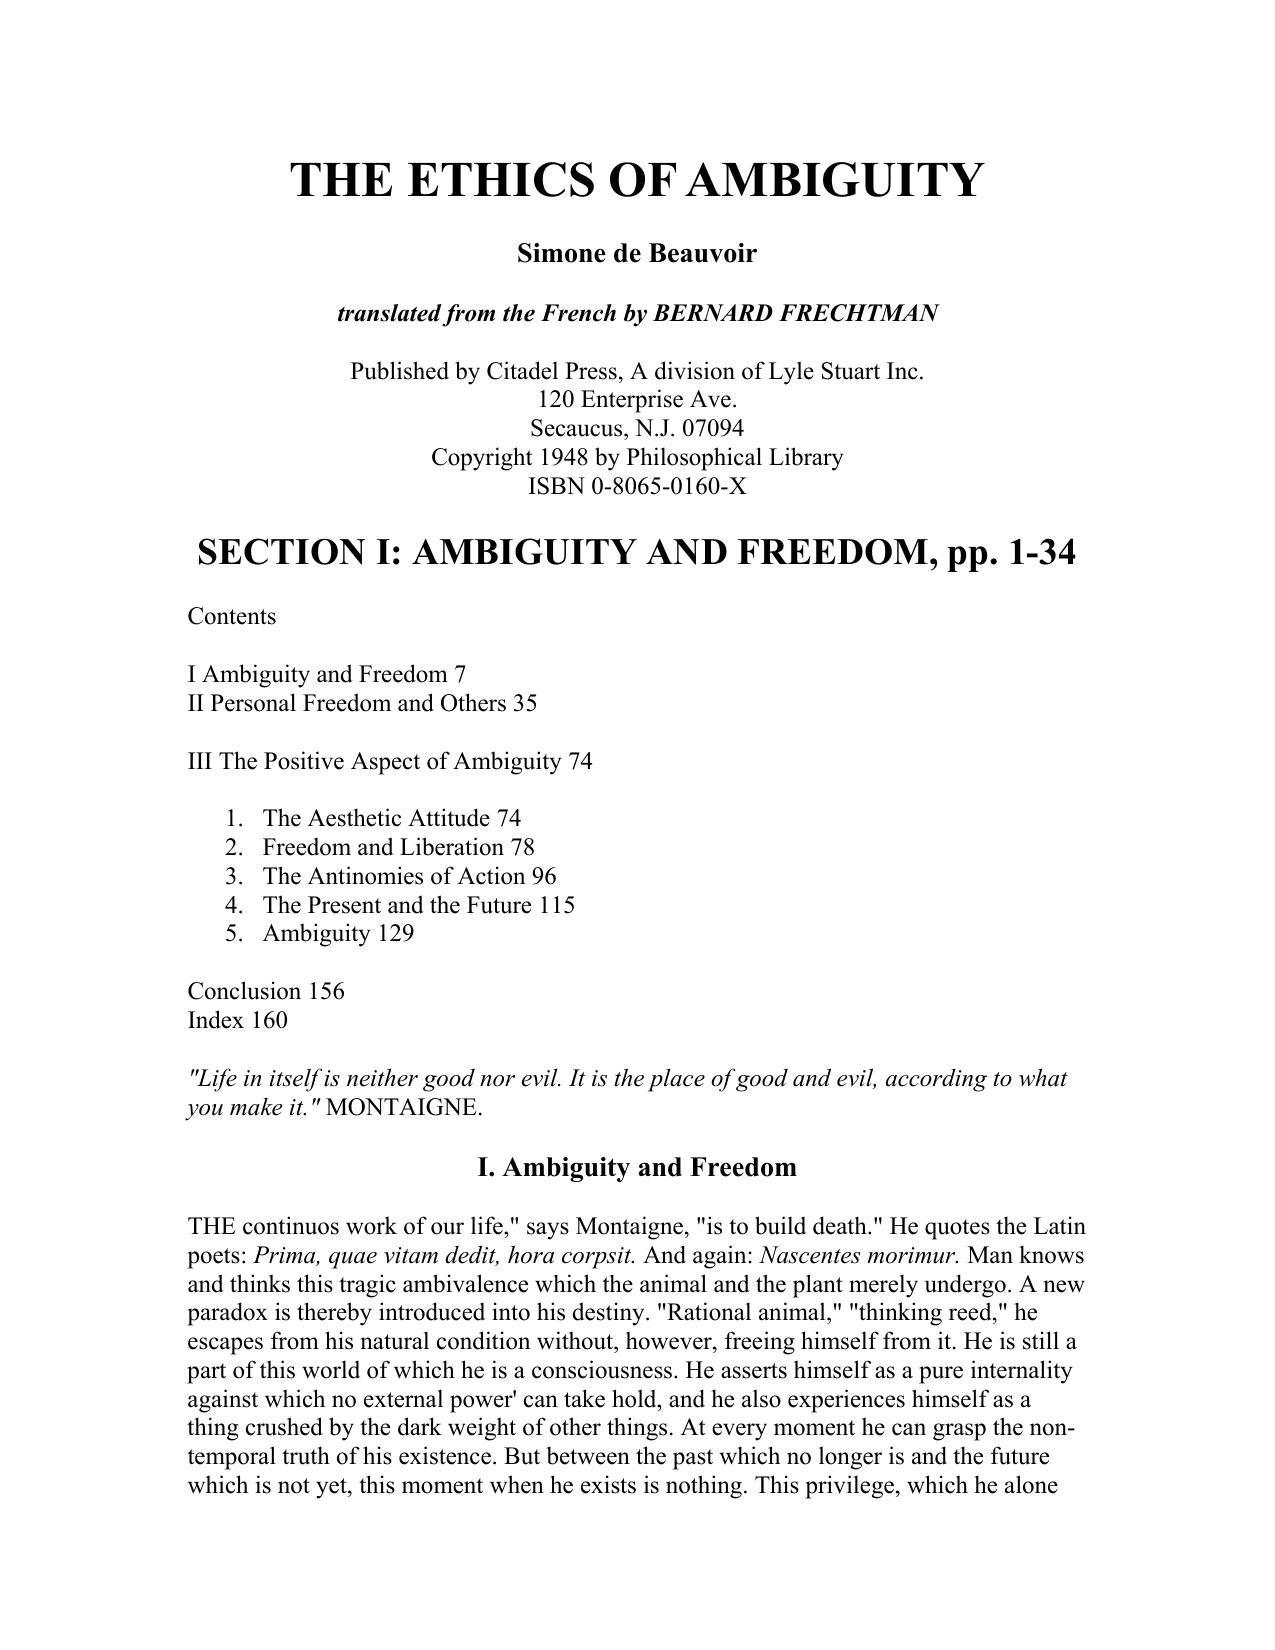 THE ETHICS OF AMBIGUITY
Simone de Beauvoir
translated from the French by BERNARD FRECHTMAN
Published by Citadel Press, A division of Lyle Stuart Inc.
120 Enterprise Ave.
Secaucus, N.J. 07094
Copyright 1948 by Philosophical Library
ISBN 0-8065-0160-X
SECTION I: AMBIGUITY AND FREEDOM, pp. 1-34
Contents
I Ambiguity and Freedom 7
II Personal Freedom and Others 35
III The Positive Aspect of Ambiguity 74
1. The Aesthetic Attitude 74
2. Freedom and Liberation 78
3. The Antinomies of Action 96
4. The Present and the Future 115
5. Ambiguity 129
Conclusion 156
Index 160
"Life in itself is neither good nor evil. It is the place of good and evil, according to what
you make it." MONTAIGNE.
I. Ambiguity and Freedom
THE continuos work of our life," says Montaigne, "is to build death." He quotes the Latin
poets: Prima, quae vitam dedit, hora corpsit. And again: Nascentes morimur. Man knows
and thinks this tragic ambivalence which the animal and the plant merely undergo. A new
paradox is thereby introduced into his destiny. "Rational animal," "thinking reed," he
escapes from his natural condition without, however, freeing himself from it. He is still a
part of this world of which he is a consciousness. He asserts himself as a pure internality
against which no external power' can take hold, and he also experiences himself as a
thing crushed by the dark weight of other things. At every moment he can grasp the non-
temporal truth of his existence. But between the past which no longer is and the future
which is not yet, this moment when he exists is nothing. This privilege, which he alone